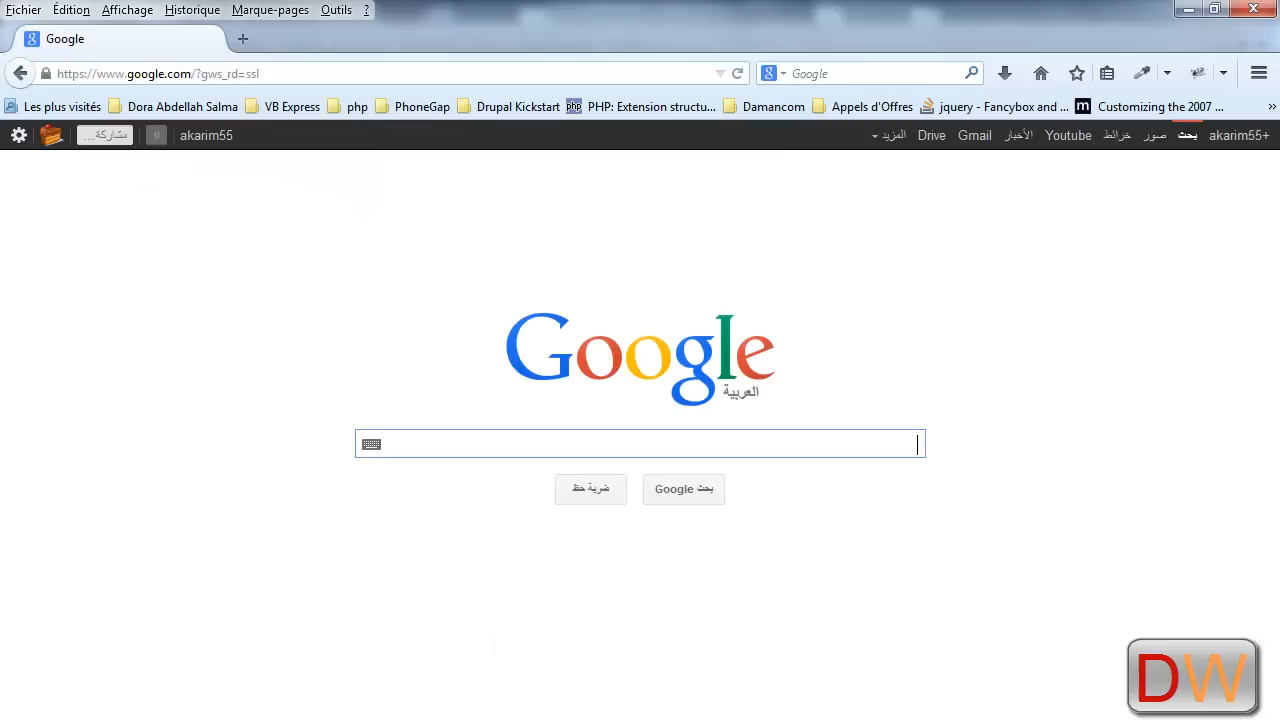 Fichier Édition Affichage Historique Marque-pages Outils ?
Google
https://www.google.com/?gws_rd=ssl
Google
Les plus visités Dora Abdellah Salma VB Express php PhoneGap Drupal Kickstart PHP: Extension structu... Damancom Appels d'Offres jquery - Fancybox and ... Customizing the 2007 ... »
مشاركة... 0 akarim55 المزيد Drive Gmail الأخبار Youtube خرائط صور بحث akarim55+
Google
العربية
ضربة حظ بحث Google
DW